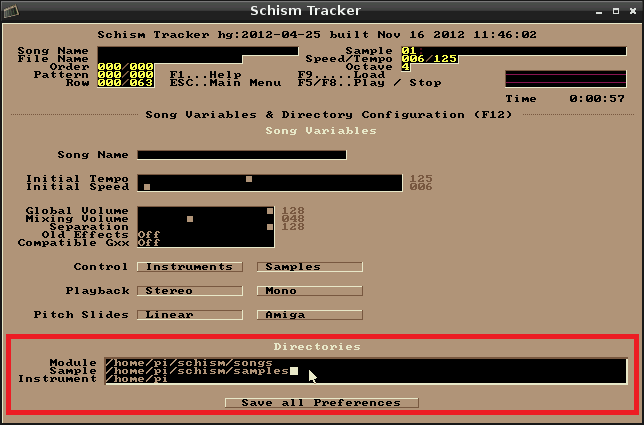 Schism Tracker
Schism Tracker hg:2012-04-25 built Nov 16 2012 11:46:02
Song Name Sample 01
File Name Speed/Tempo 006/125
Order 000/000 Octave 4
Pattern 000/000 F1...Help F9.....Load
Row 000/063 ESC..Main Menu F5/F8..Play / Stop
Time 0:00:57
Song Variables & Directory Configuration (F12)
Song Variables
Song Name
Initial Tempo 125
Initial Speed 006
Global Volume 128
Mixing Volume 048
Separation 128
Old Effects Off
Compatible Gxx Off
Control Instruments Samples
Playback Stereo Mono
Pitch Slides Linear Amiga
Directories
Module /home/pi/schism/songs
Sample /home/pi/schism/samples
Instrument /home/pi
Save all Preferences